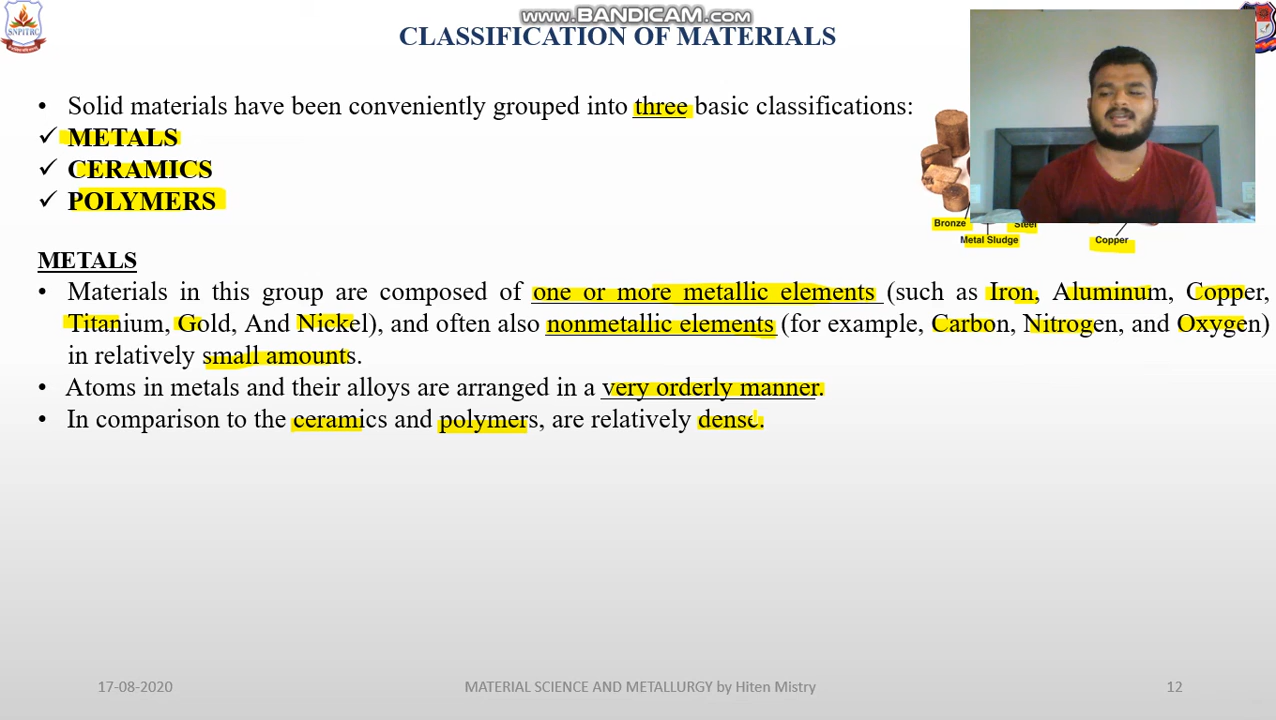 www.BANDICAM.com
SNPITRC
CLASSIFICATION OF MATERIALS
• Solid materials have been conveniently grouped into three basic classifications:
✓ METALS
✓ CERAMICS
✓ POLYMERS
Bronze
Steel
Metal Sludge
Copper
METALS
• Materials in this group are composed of one or more metallic elements (such as Iron, Aluminum, Copper,
Titanium, Gold, And Nickel), and often also nonmetallic elements (for example, Carbon, Nitrogen, and Oxygen)
in relatively small amounts.
• Atoms in metals and their alloys are arranged in a very orderly manner.
• In comparison to the ceramics and polymers, are relatively dense.
17-08-2020
MATERIAL SCIENCE AND METALLURGY by Hiten Mistry
12